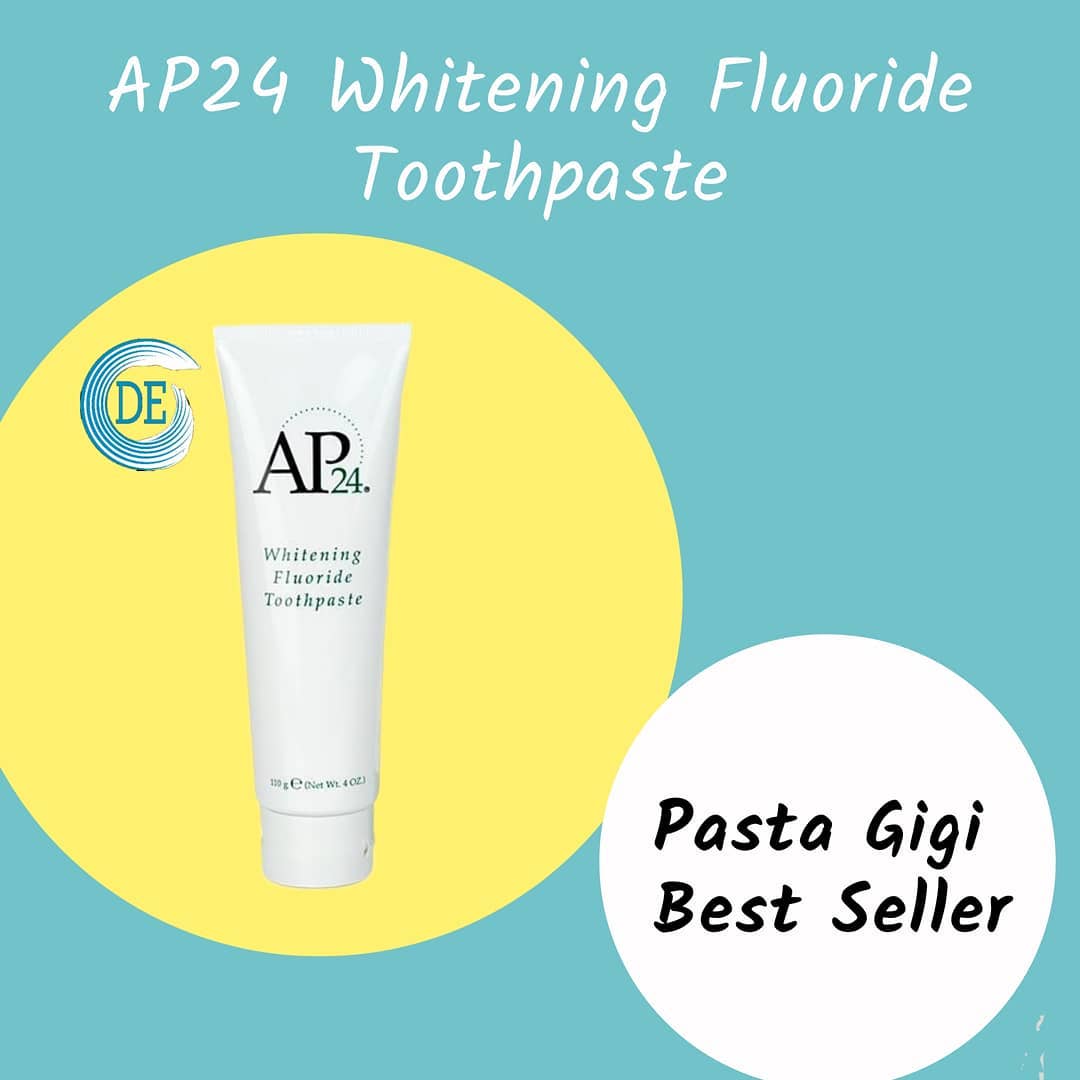 AP24 Whitening Fluoride
Toothpaste
DE
AP24®
Whitening
Fluoride
Toothpaste
110 g ℮ (Net Wt. 4 OZ.)
Pasta Gigi
Best Seller